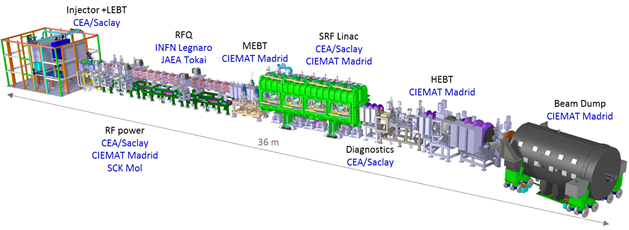 Injector +LEBT
CEA/Saclay
RFQ
INFN Legnaro
JAEA Tokai
MEBT
CIEMAT Madrid
SRF Linac
CEA/Saclay
CIEMAT Madrid
HEBT
CIEMAT Madrid
Beam Dump
CIEMAT Madrid
RF power
CEA/Saclay
CIEMAT Madrid
SCK Mol
36 m
Diagnostics
CEA/Saclay